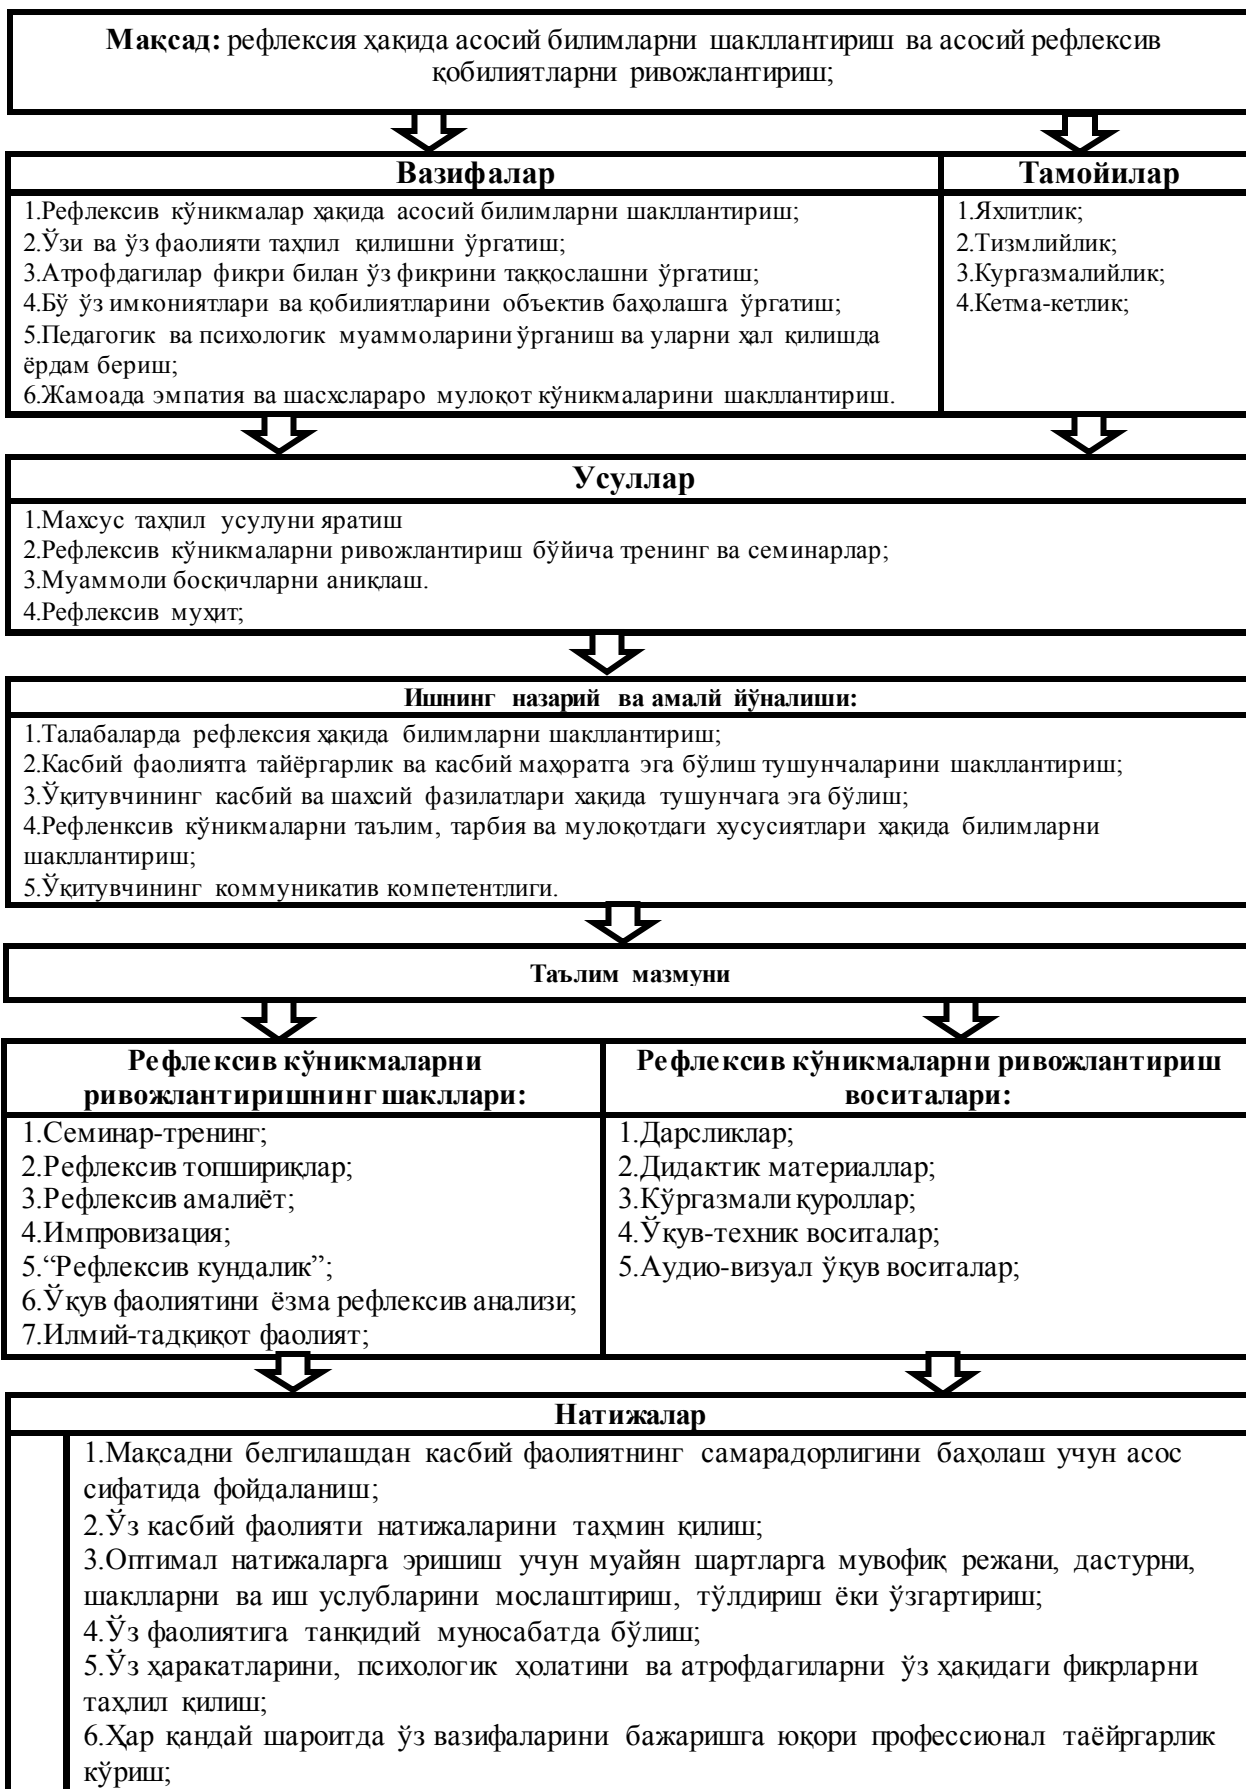 Мақсад: рефлексия ҳақида асосий билимларни шакллантириш ва асосий рефлексив
қобилиятларни ривожлантириш;
Вазифалар
1.Рефлексив кўникмалар ҳақида асосий билимларни шакллантириш;
2.Ўзи ва ўз фаолияти таҳлил қилишни ўргатиш;
3.Атрофдагилар фикри билан ўз фикрини таққослашни ўргатиш;
4.Бў ўз имкониятлари ва қобилиятларини объектив баҳолашга ўргатиш;
5.Педагогик ва психологик муаммоларини ўрганиш ва уларни ҳал қилишда
ёрдам бериш;
6.Жамоада эмпатия ва шасхслараро мулоқот кўникмаларини шакллантириш.
Тамойилар
1.Яхлитлик;
2.Тизмлийлик;
3.Кургазмалийлик;
4.Кетма-кетлик;
Усуллар
1.Махсус таҳлил усулуни яратиш
2.Рефлексив кўникмаларни ривожлантириш бўйича тренинг ва семинарлар;
3.Муаммоли босқичларни аниқлаш.
4.Рефлексив муҳит;
Ишнинг назарий ва амалй йўналиши:
1.Талабаларда рефлексия ҳақида билимларни шакллантириш;
2.Касбий фаолиятга тайёргарлик ва касбий маҳоратга эга бўлиш тушунчаларини шакллантириш;
3.Ўқитувчининг касбий ва шахсий фазилатлари хақида тушунчага эга бўлиш;
4.Рефленксив кўникмаларни таълим, тарбия ва мулоқотдаги хусусиятлари ҳақида билимларни
шакллантириш;
5.Ўқитувчининг коммуникатив компетентлиги.
Таълим мазмуни
Рефлексив кўникмаларни
ривожлантиришнинг шакллари:
1.Семинар-тренинг;
2.Рефлексив топшириқлар;
3.Рефлексив амалиёт;
4.Импровизация;
5.“Рефлексив кундалик”;
6.Ўқув фаолиятини ёзма рефлексив анализи;
7.Илмий-тадқиқот фаолият;
Рефлексив кўникмаларни ривожлантириш
воситалари:
1.Дарсликлар;
2.Дидактик материаллар;
3.Кўргазмали қуроллар;
4.Ўқув-техник воситалар;
5.Аудио-визуал ўқув воситалар;
Натижалар
1.Мақсадни белгилашдан касбий фаолиятнинг самарадорлигини баҳолаш учун асос
сифатида фойдаланиш;
2.Ўз касбий фаолияти натижаларини таҳмин қилиш;
3.Оптимал натижаларга эришиш учун муайян шартларга мувофиқ режани, дастурни,
шаклларни ва иш услубларини мослаштириш, тўлдириш ёки ўзгартириш;
4.Ўз фаолиятига танқидий муносабатда бўлиш;
5.Ўз ҳаракатларини, психологик ҳолатини ва атрофдагиларни ўз ҳақидаги фикрларни
таҳлил қилиш;
6.Ҳар қандай шароитда ўз вазифаларини бажаришга юқори профессионал таёйргарлик
кўриш;